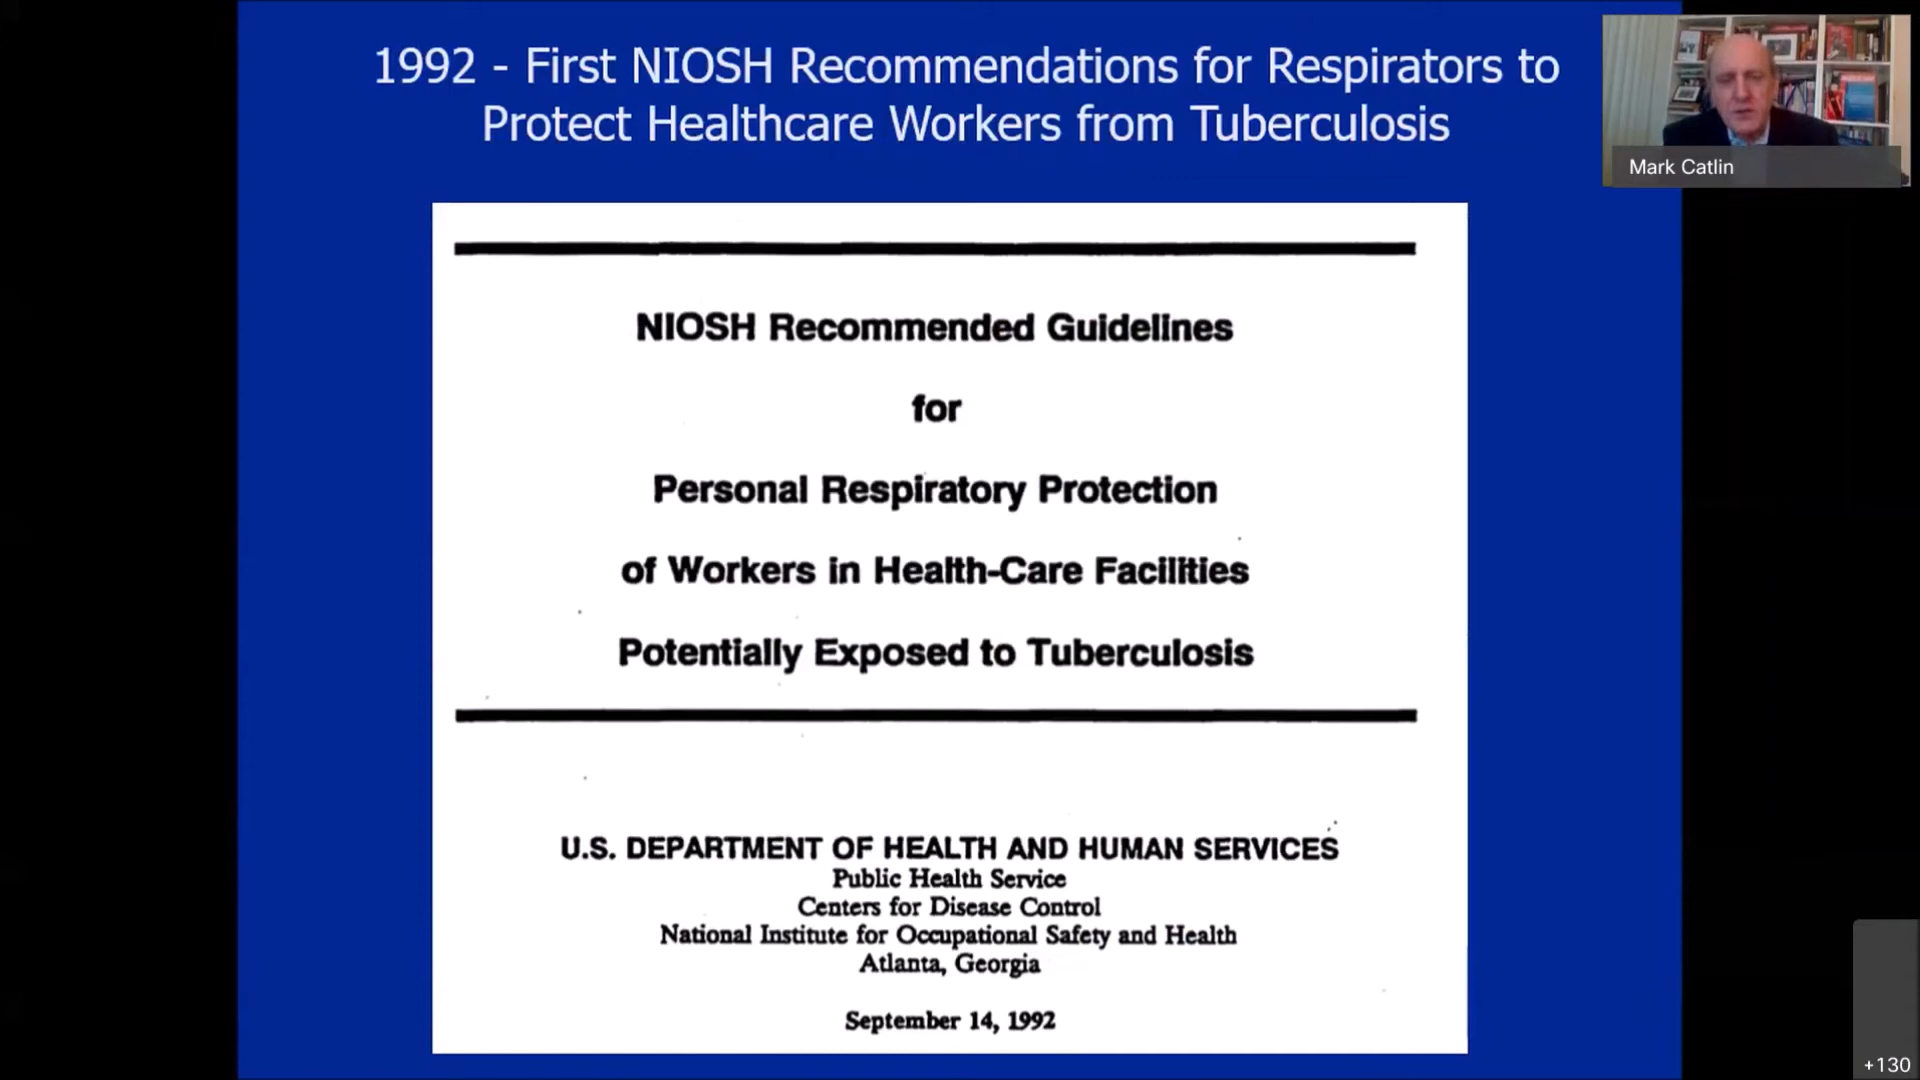 1992 - First NIOSH Recommendations for Respirators to
Protect Healthcare Workers from Tuberculosis
Mark Catlin
NIOSH Recommended Guidelines
for
Personal Respiratory Protection
of Workers in Health-Care Facilities
Potentially Exposed to Tuberculosis
U.S. DEPARTMENT OF HEALTH AND HUMAN SERVICES
Public Health Service
Centers for Disease Control
National Institute for Occupational Safety and Health
Atlanta, Georgia
September 14, 1992
+130